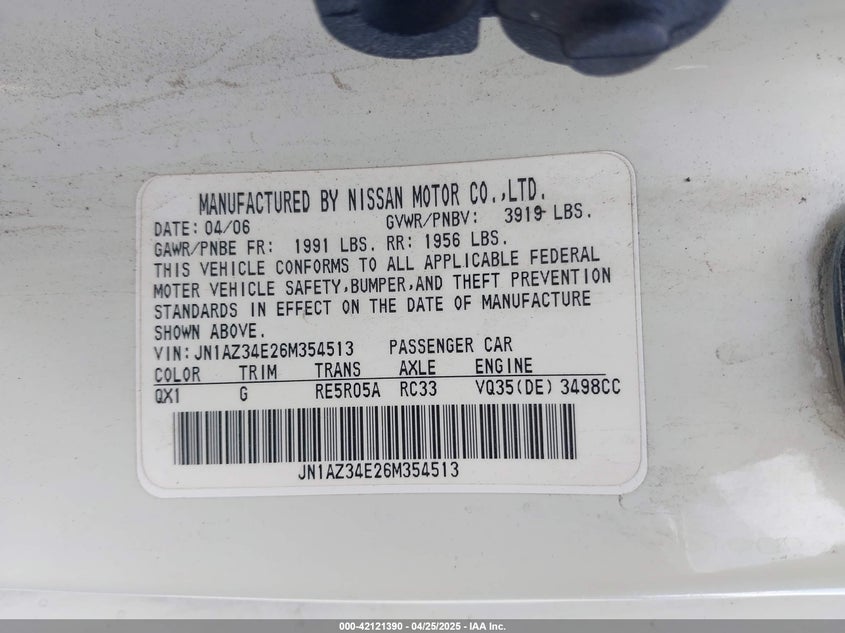 MANUFACTURED BY NISSAN MOTOR CO.,LTD.
DATE: 04/06 GVWR/PNBV: 3919 LBS.
GAWR/PNBE FR: 1991 LBS. RR: 1956 LBS.
THIS VEHICLE CONFORMS TO ALL APPLICABLE FEDERAL
MOTER VEHICLE SAFETY,BUMPER,AND THEFT PREVENTION
STANDARDS IN EFFECT ON THE DATE OF MANUFACTURE
SHOWN ABOVE.
VIN: JN1AZ34E26M354513 PASSENGER CAR
COLOR TRIM TRANS AXLE ENGINE
QX1 G RE5R05A RC33 VQ35(DE) 3498CC
JN1AZ34E26M354513
000-42121390 - 04/25/2025 - IAA Inc.